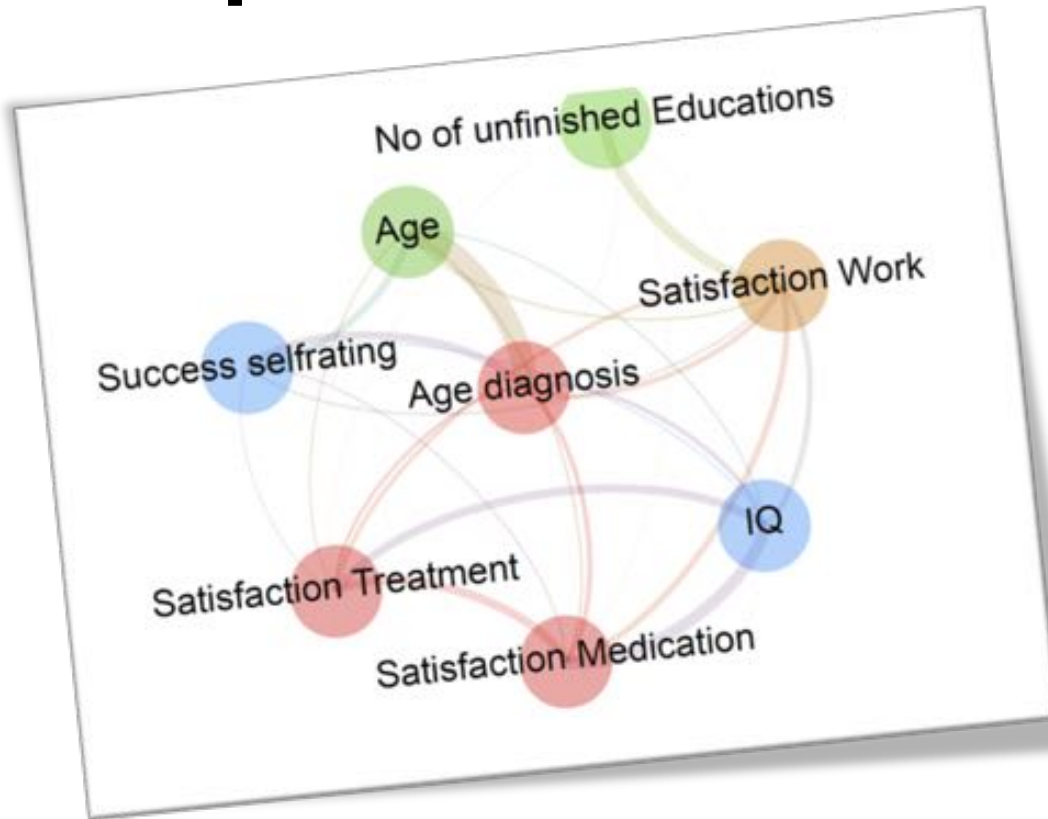 No of unfinished Educations
Age
Satisfaction Work
Success selfrating
Age diagnosis
IQ
Satisfaction Treatment
Satisfaction Medication